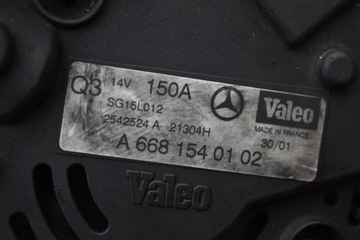 Q3 14V 150A
SG15L012
2542524 A 21304H
A 668 154 01 02
Valeo
MADE IN FRANCE
30/01
Valeo